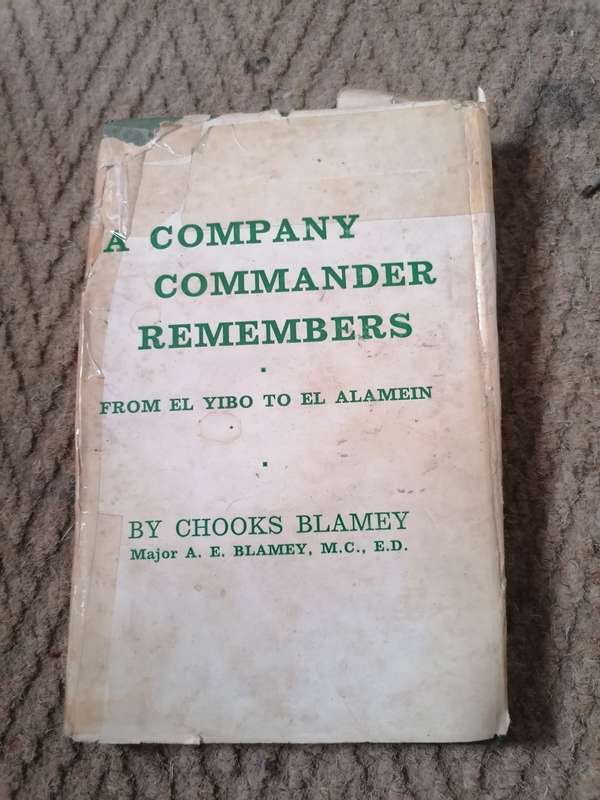 A COMPANY
COMMANDER
REMEMBERS
FROM EL YIBO TO EL ALAMEIN
BY CHOOKS BLAMEY
Major A. E. BLAMEY, M.C., E.D.